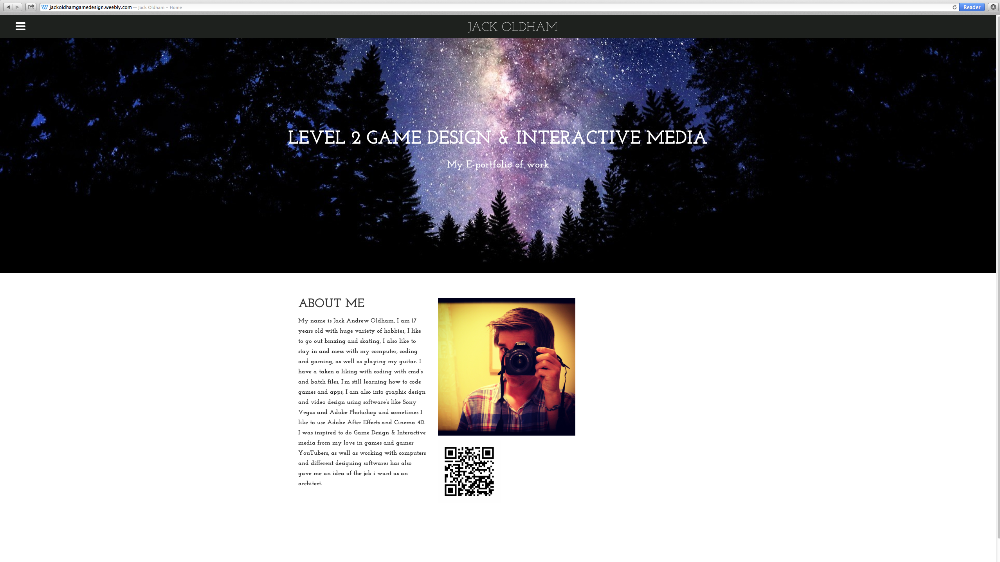 jackoldhamgamedesign.weebly.com — Jack Oldham – Home
Reader
JACK OLDHAM
LEVEL 2 GAME DESIGN & INTERACTIVE MEDIA
My E-portfolio of work
ABOUT ME
My name is Jack Andrew Oldham, I am 17
years old with huge variety of hobbies, I like
to go out bmxing and skating, I also like to
stay in and mess with my computer, coding
and gaming, as well as playing my guitar. I
have a taken a liking with coding with cmd's
and batch files, I'm still learning how to code
games and apps, I am also into graphic design
and video design using software's like Sony
Vegas and Adobe Photoshop and sometimes I
like to use Adobe After Effects and Cinema 4D.
I was inspired to do Game Design & Interactive
media from my love in games and gamer
YouTubers, as well as working with computers
and different designing softwares has also
gave me an idea of the job i want as an
architect.
Canon